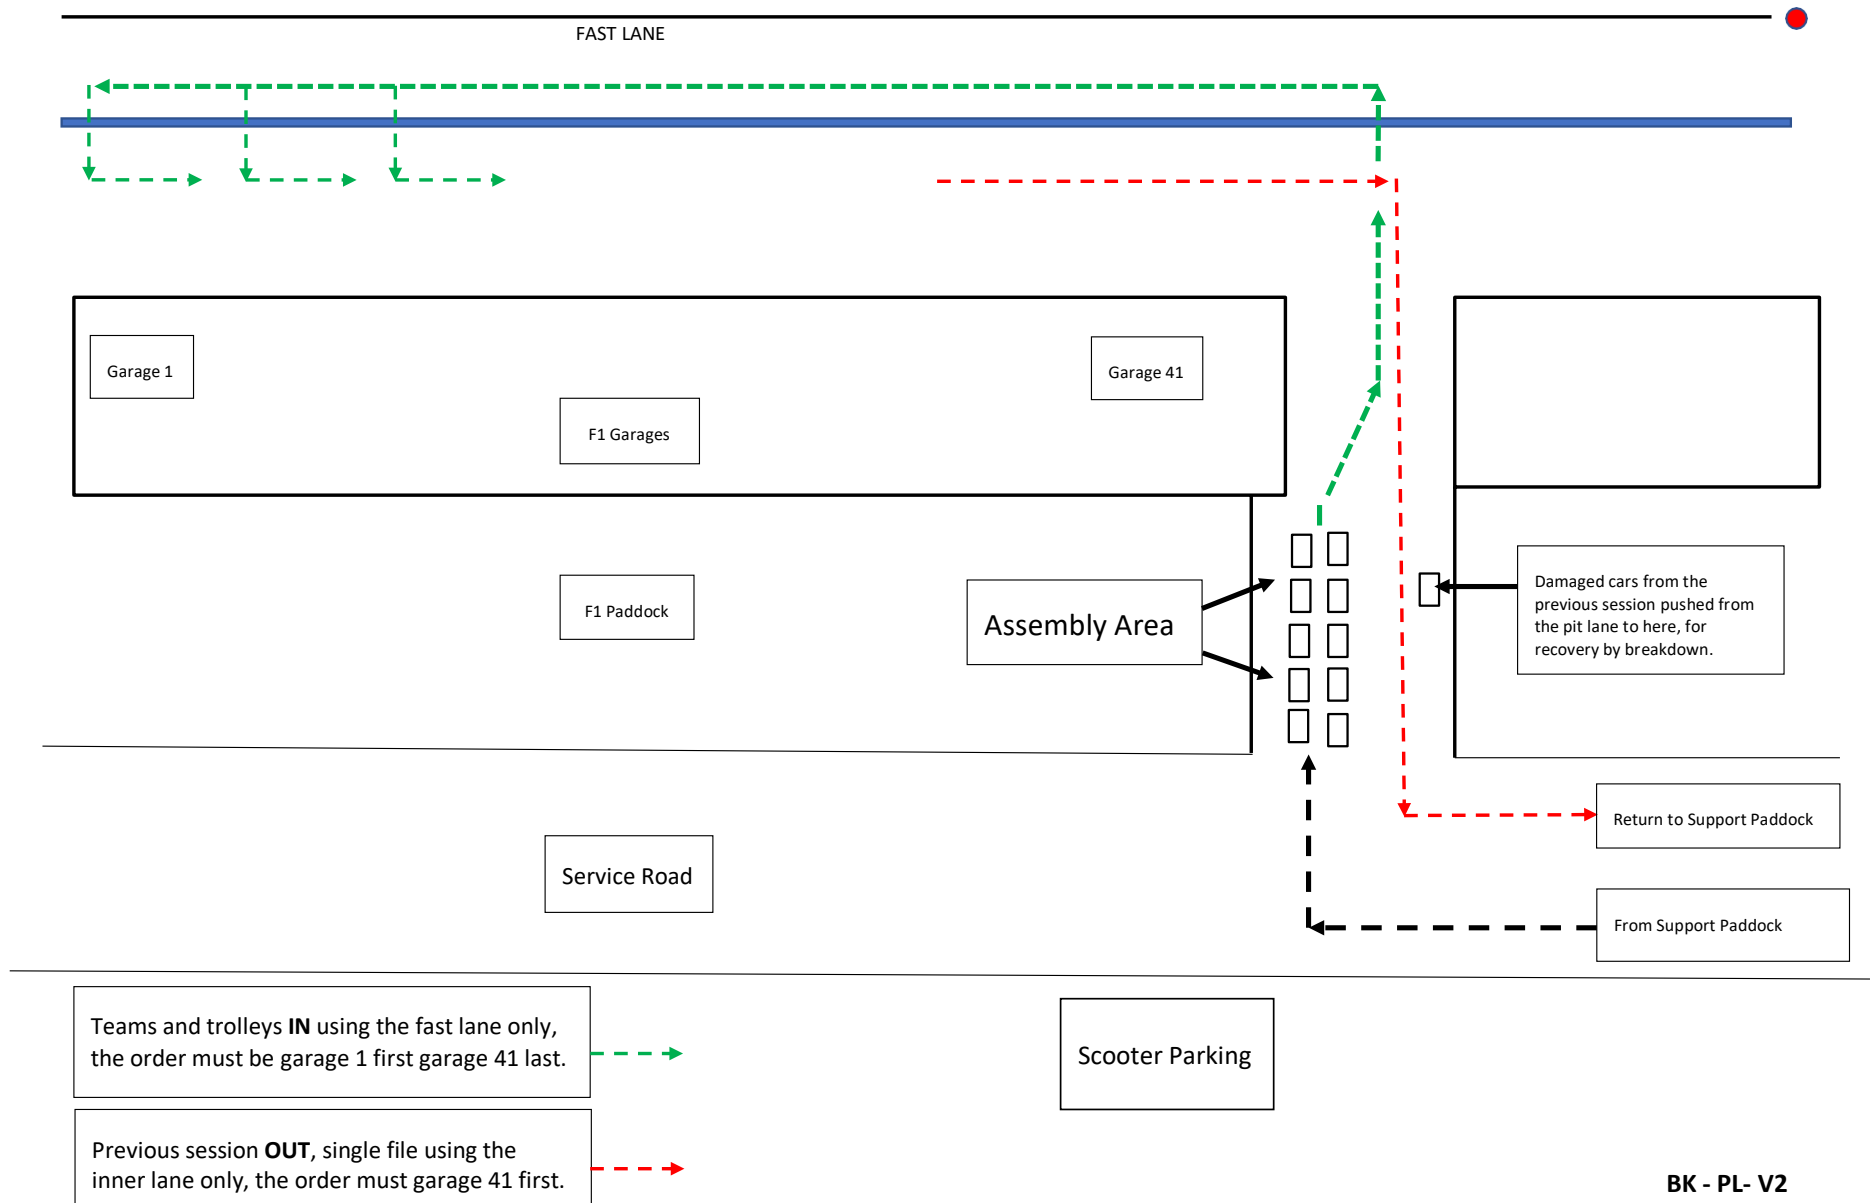 FAST LANE
Garage 1
Garage 41
F1 Garages
F1 Paddock
Assembly Area
Damaged cars from the
previous session pushed from
the pit lane to here, for
recovery by breakdown.
Return to Support Paddock
Service Road
From Support Paddock
Teams and trolleys IN using the fast lane only,
the order must be garage 1 first garage 41 last.
Scooter Parking
Previous session OUT, single file using the
inner lane only, the order must garage 41 first.
BK - PL- V2